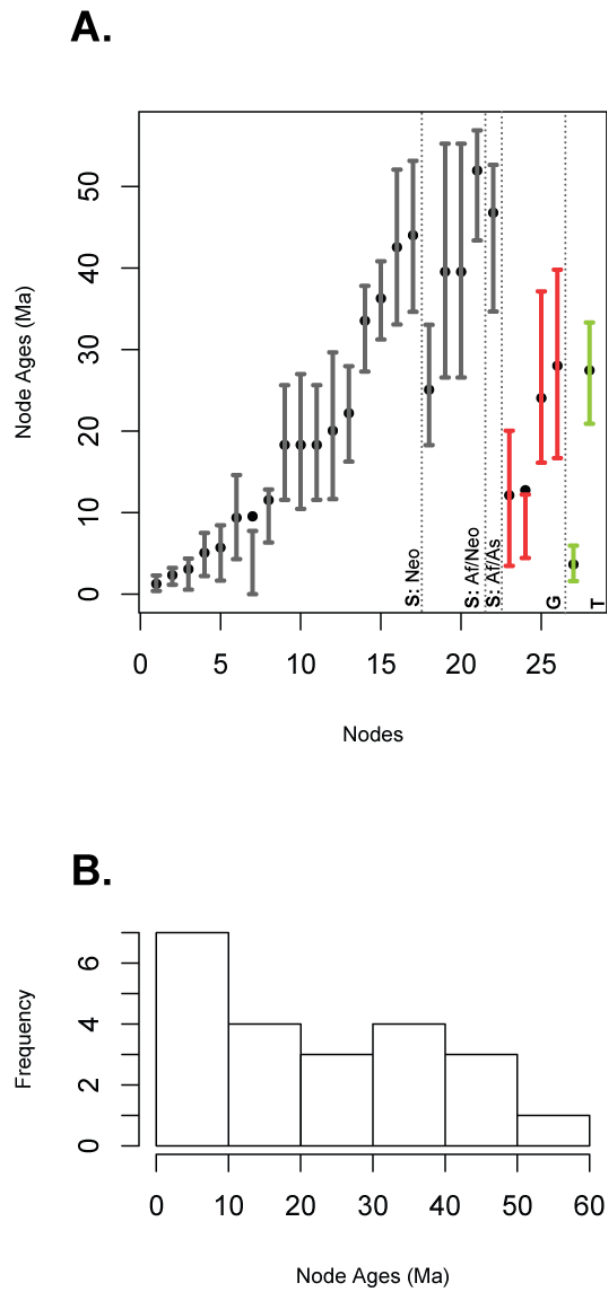 A.
Node Ages (Ma)
50
40
30
20
10
0
S: Neo
S: Af/Neo
S: Af/As
G
T
0 5 10 15 20 25
Nodes
B.
Frequency
6
4
2
0
0 10 20 30 40 50 60
Node Ages (Ma)